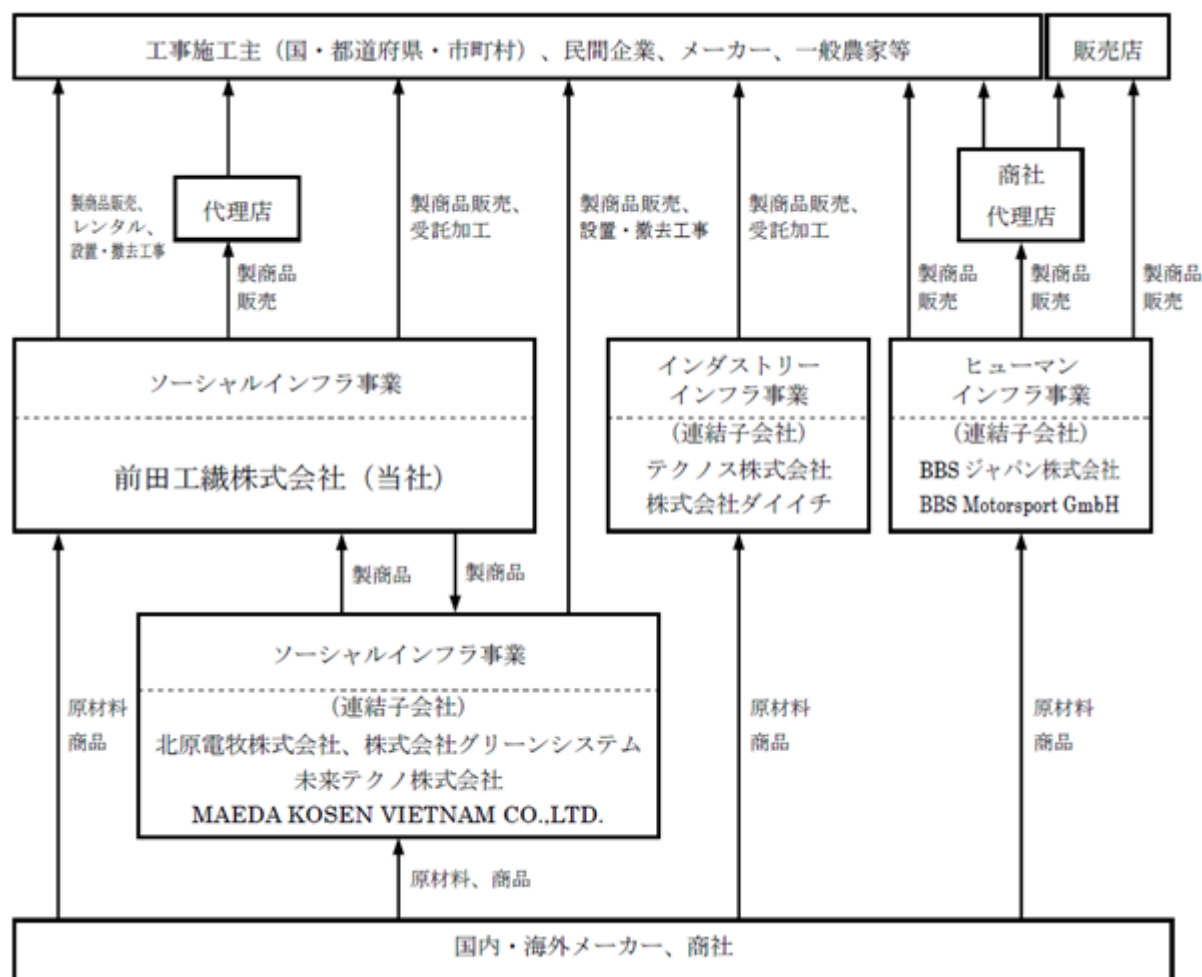 工事施工主（国・都道府県・市町村）、民間企業、メーカー、一般農家等
販売店
商社
代理店
代理店
製商品販売、
レンタル、
設置・撤去工事
製商品販売、
受託加工
製商品販売、
設置・撤去工事
製商品販売、
受託加工
製商品
販売
製商品
販売
製商品
販売
製商品
販売
ソーシャルインフラ事業
前田工繊株式会社（当社）
インダストリー
インフラ事業
（連結子会社）
テクノス株式会社
株式会社ダイイチ
ヒューマン
インフラ事業
（連結子会社）
BBS ジャパン株式会社
BBS Motorsport GmbH
製商品
製商品
ソーシャルインフラ事業
（連結子会社）
北原電牧株式会社、株式会社グリーンシステム
未来テクノ株式会社
MAEDA KOSEN VIETNAM CO.,LTD.
原材料
商品
原材料、商品
原材料
商品
原材料
商品
国内・海外メーカー、商社